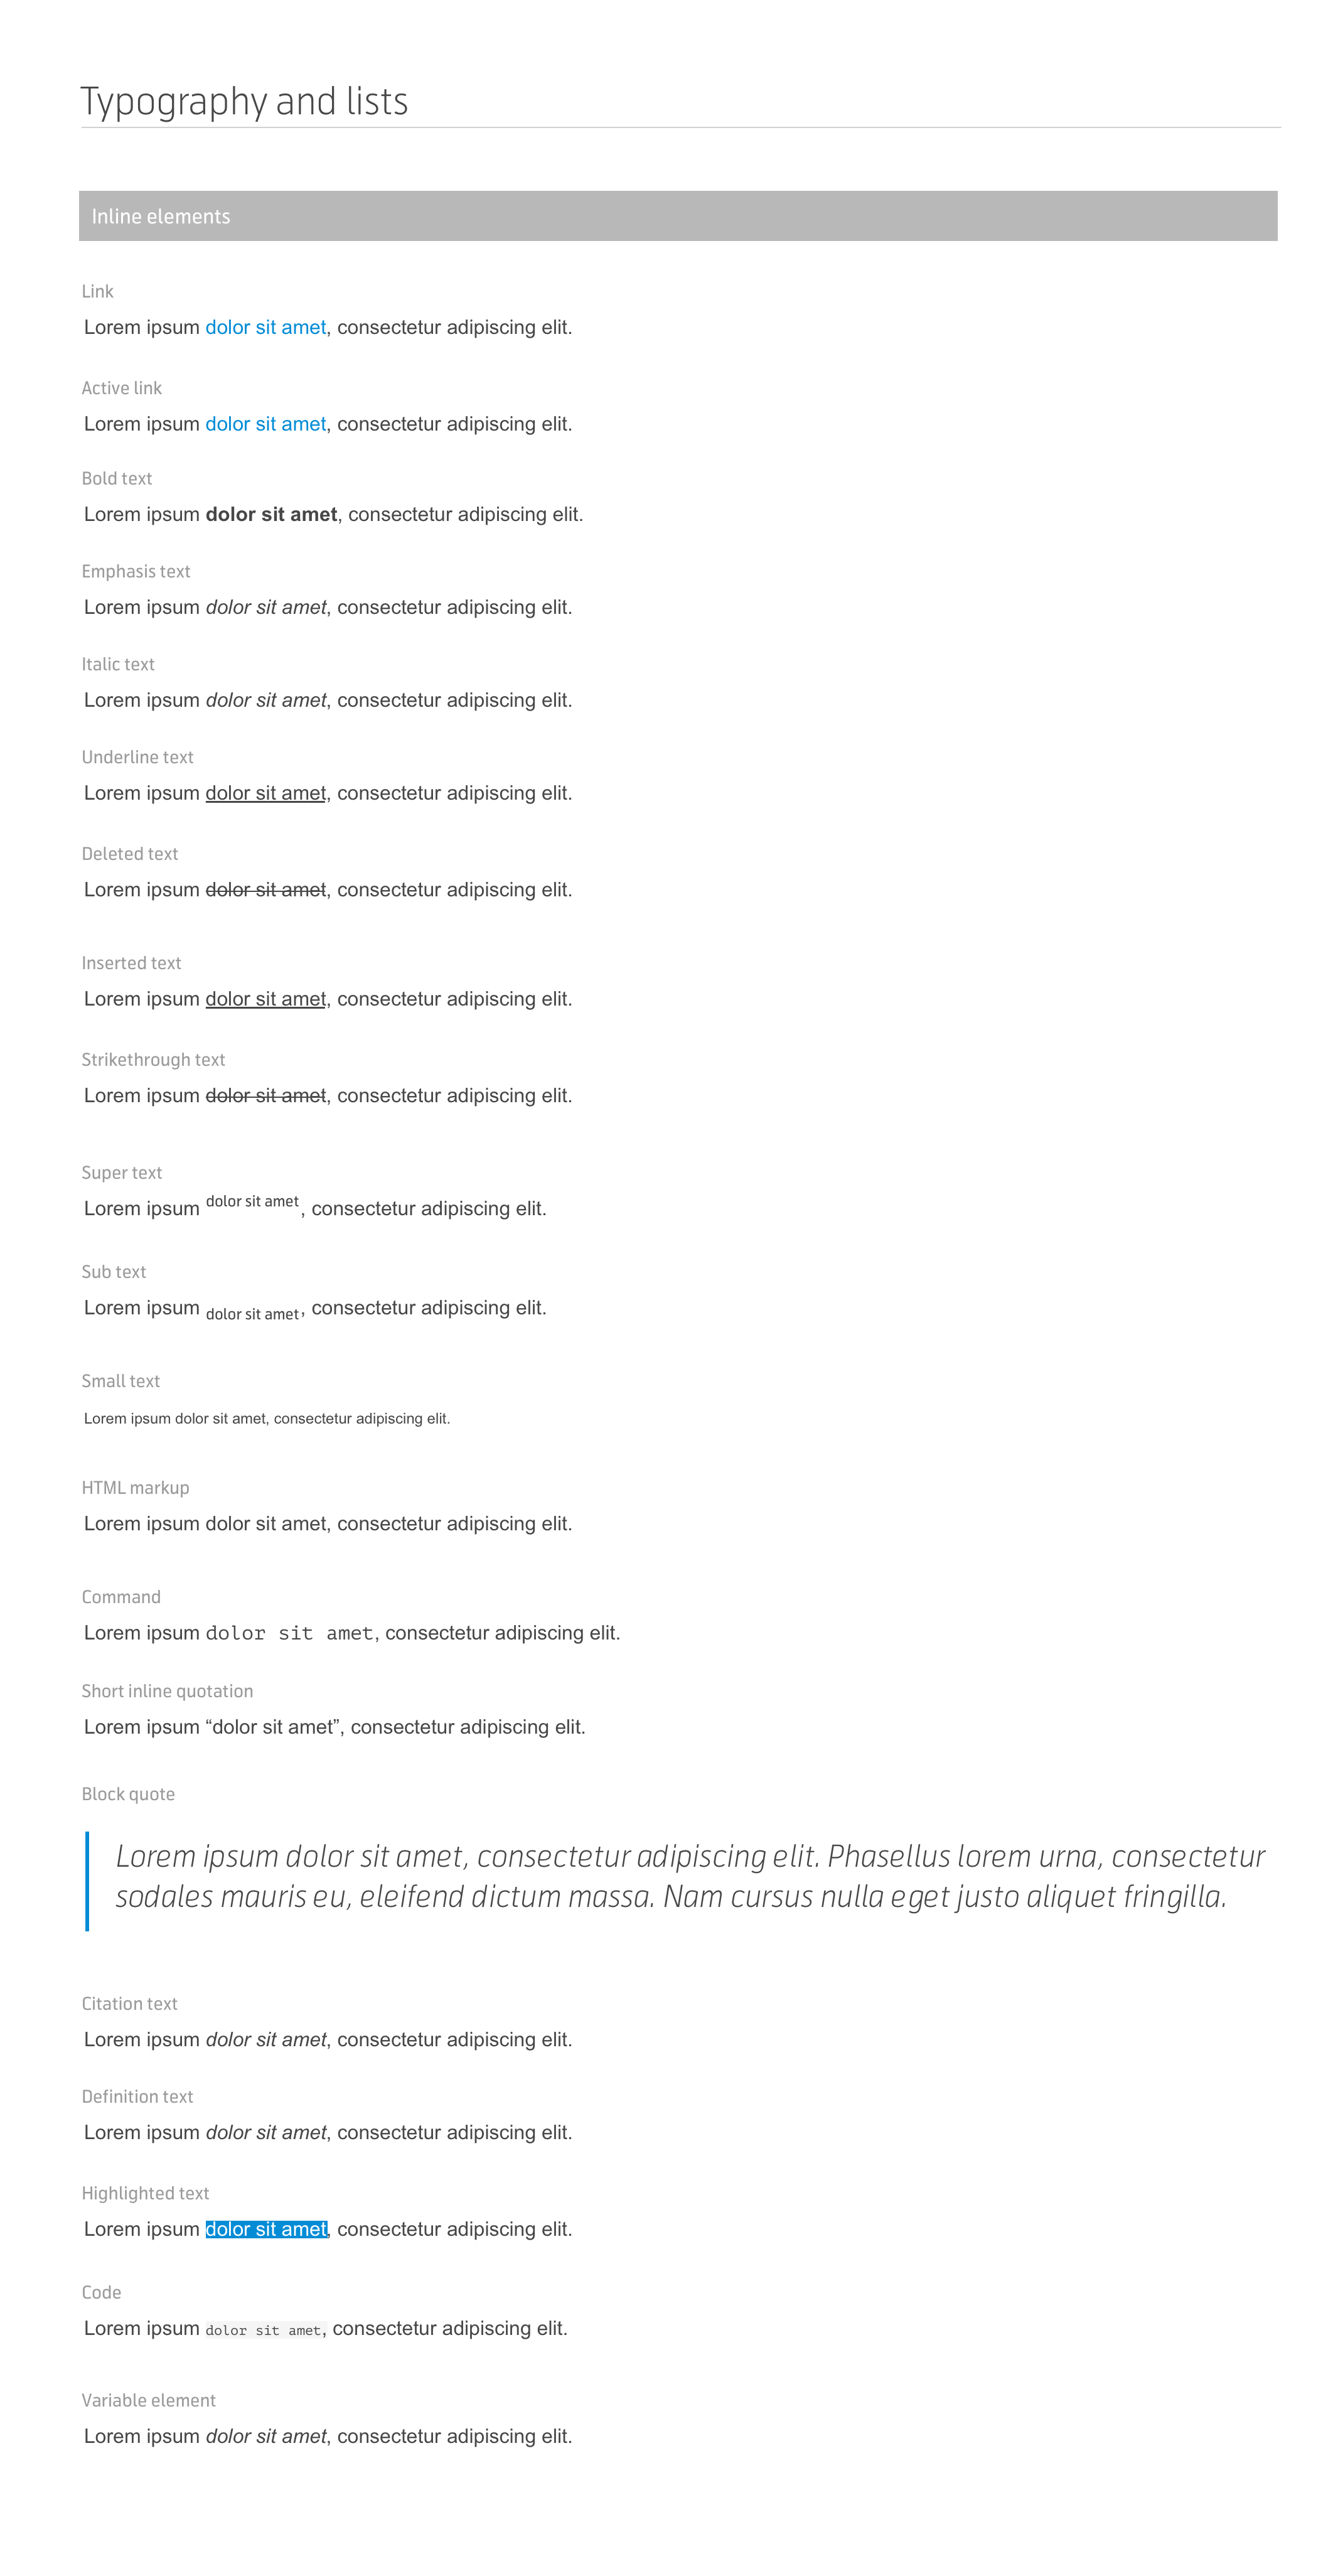 Typography and lists
Inline elements
Link
Lorem ipsum dolor sit amet, consectetur adipiscing elit.
Active link
Lorem ipsum dolor sit amet, consectetur adipiscing elit.
Bold text
Lorem ipsum dolor sit amet, consectetur adipiscing elit.
Emphasis text
Lorem ipsum dolor sit amet, consectetur adipiscing elit.
Italic text
Lorem ipsum dolor sit amet, consectetur adipiscing elit.
Underline text
Lorem ipsum dolor sit amet, consectetur adipiscing elit.
Deleted text
Lorem ipsum dolor sit amet, consectetur adipiscing elit.
Inserted text
Lorem ipsum dolor sit amet, consectetur adipiscing elit.
Strikethrough text
Lorem ipsum dolor sit amet, consectetur adipiscing elit.
Super text
Lorem ipsum dolor sit amet, consectetur adipiscing elit.
Sub text
Lorem ipsum dolor sit amet, consectetur adipiscing elit.
Small text
Lorem ipsum dolor sit amet, consectetur adipiscing elit.
HTML markup
Lorem ipsum dolor sit amet, consectetur adipiscing elit.
Command
Lorem ipsum dolor sit amet, consectetur adipiscing elit.
Short inline quotation
Lorem ipsum “dolor sit amet”, consectetur adipiscing elit.
Block quote
Lorem ipsum dolor sit amet, consectetur adipiscing elit. Phasellus lorem urna, consectetur
sodales mauris eu, eleifend dictum massa. Nam cursus nulla eget justo aliquet fringilla.
Citation text
Lorem ipsum dolor sit amet, consectetur adipiscing elit.
Definition text
Lorem ipsum dolor sit amet, consectetur adipiscing elit.
Highlighted text
Lorem ipsum dolor sit amet, consectetur adipiscing elit.
Code
Lorem ipsum dolor sit amet, consectetur adipiscing elit.
Variable element
Lorem ipsum dolor sit amet, consectetur adipiscing elit.